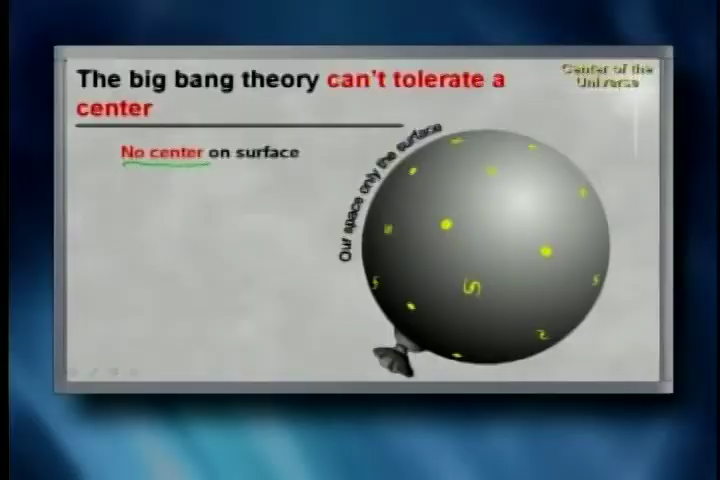 The big bang theory can't tolerate a
center
Center of the
Universe
No center on surface
Our space only the surface